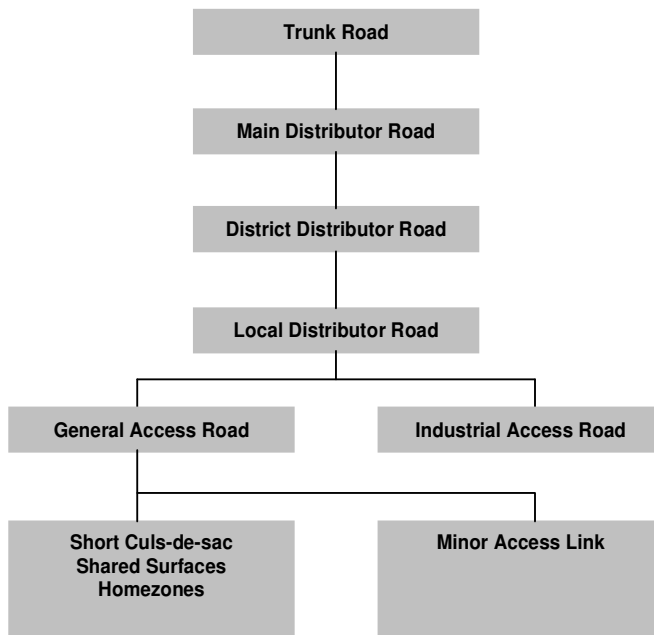 Trunk Road
Main Distributor Road
District Distributor Road
Local Distributor Road
General Access Road
Industrial Access Road
Short Culs-de-sac
Shared Surfaces
Homezones
Minor Access Link